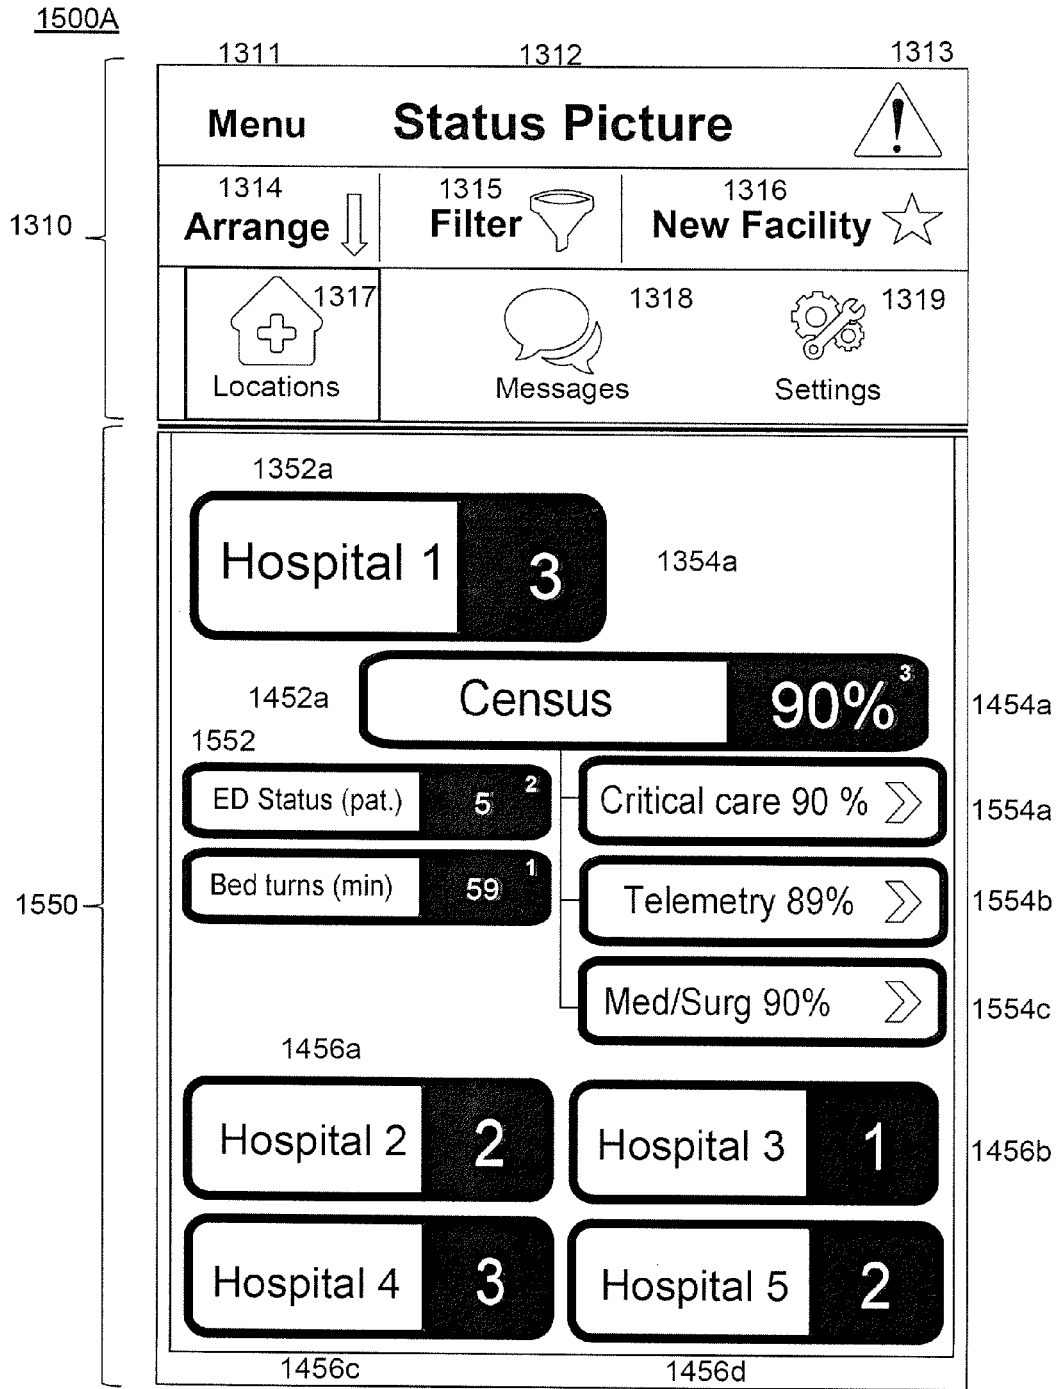 1500A
1311 1312 1313
Menu Status Picture !
1314 1315 1316
1310
Arrange Filter New Facility
1317 1318 1319
Locations Messages Settings
1352a
Hospital 1 3 1354a
1452a Census 90% 3 1454a
1552
ED Status (pat.) 5 2 Critical care 90 % 1554a
Bed turns (min) 59 1 Telemetry 89% 1554b
1550
Med/Surg 90% 1554c
1456a
Hospital 2 2 Hospital 3 1 1456b
Hospital 4 3 Hospital 5 2
1456c 1456d